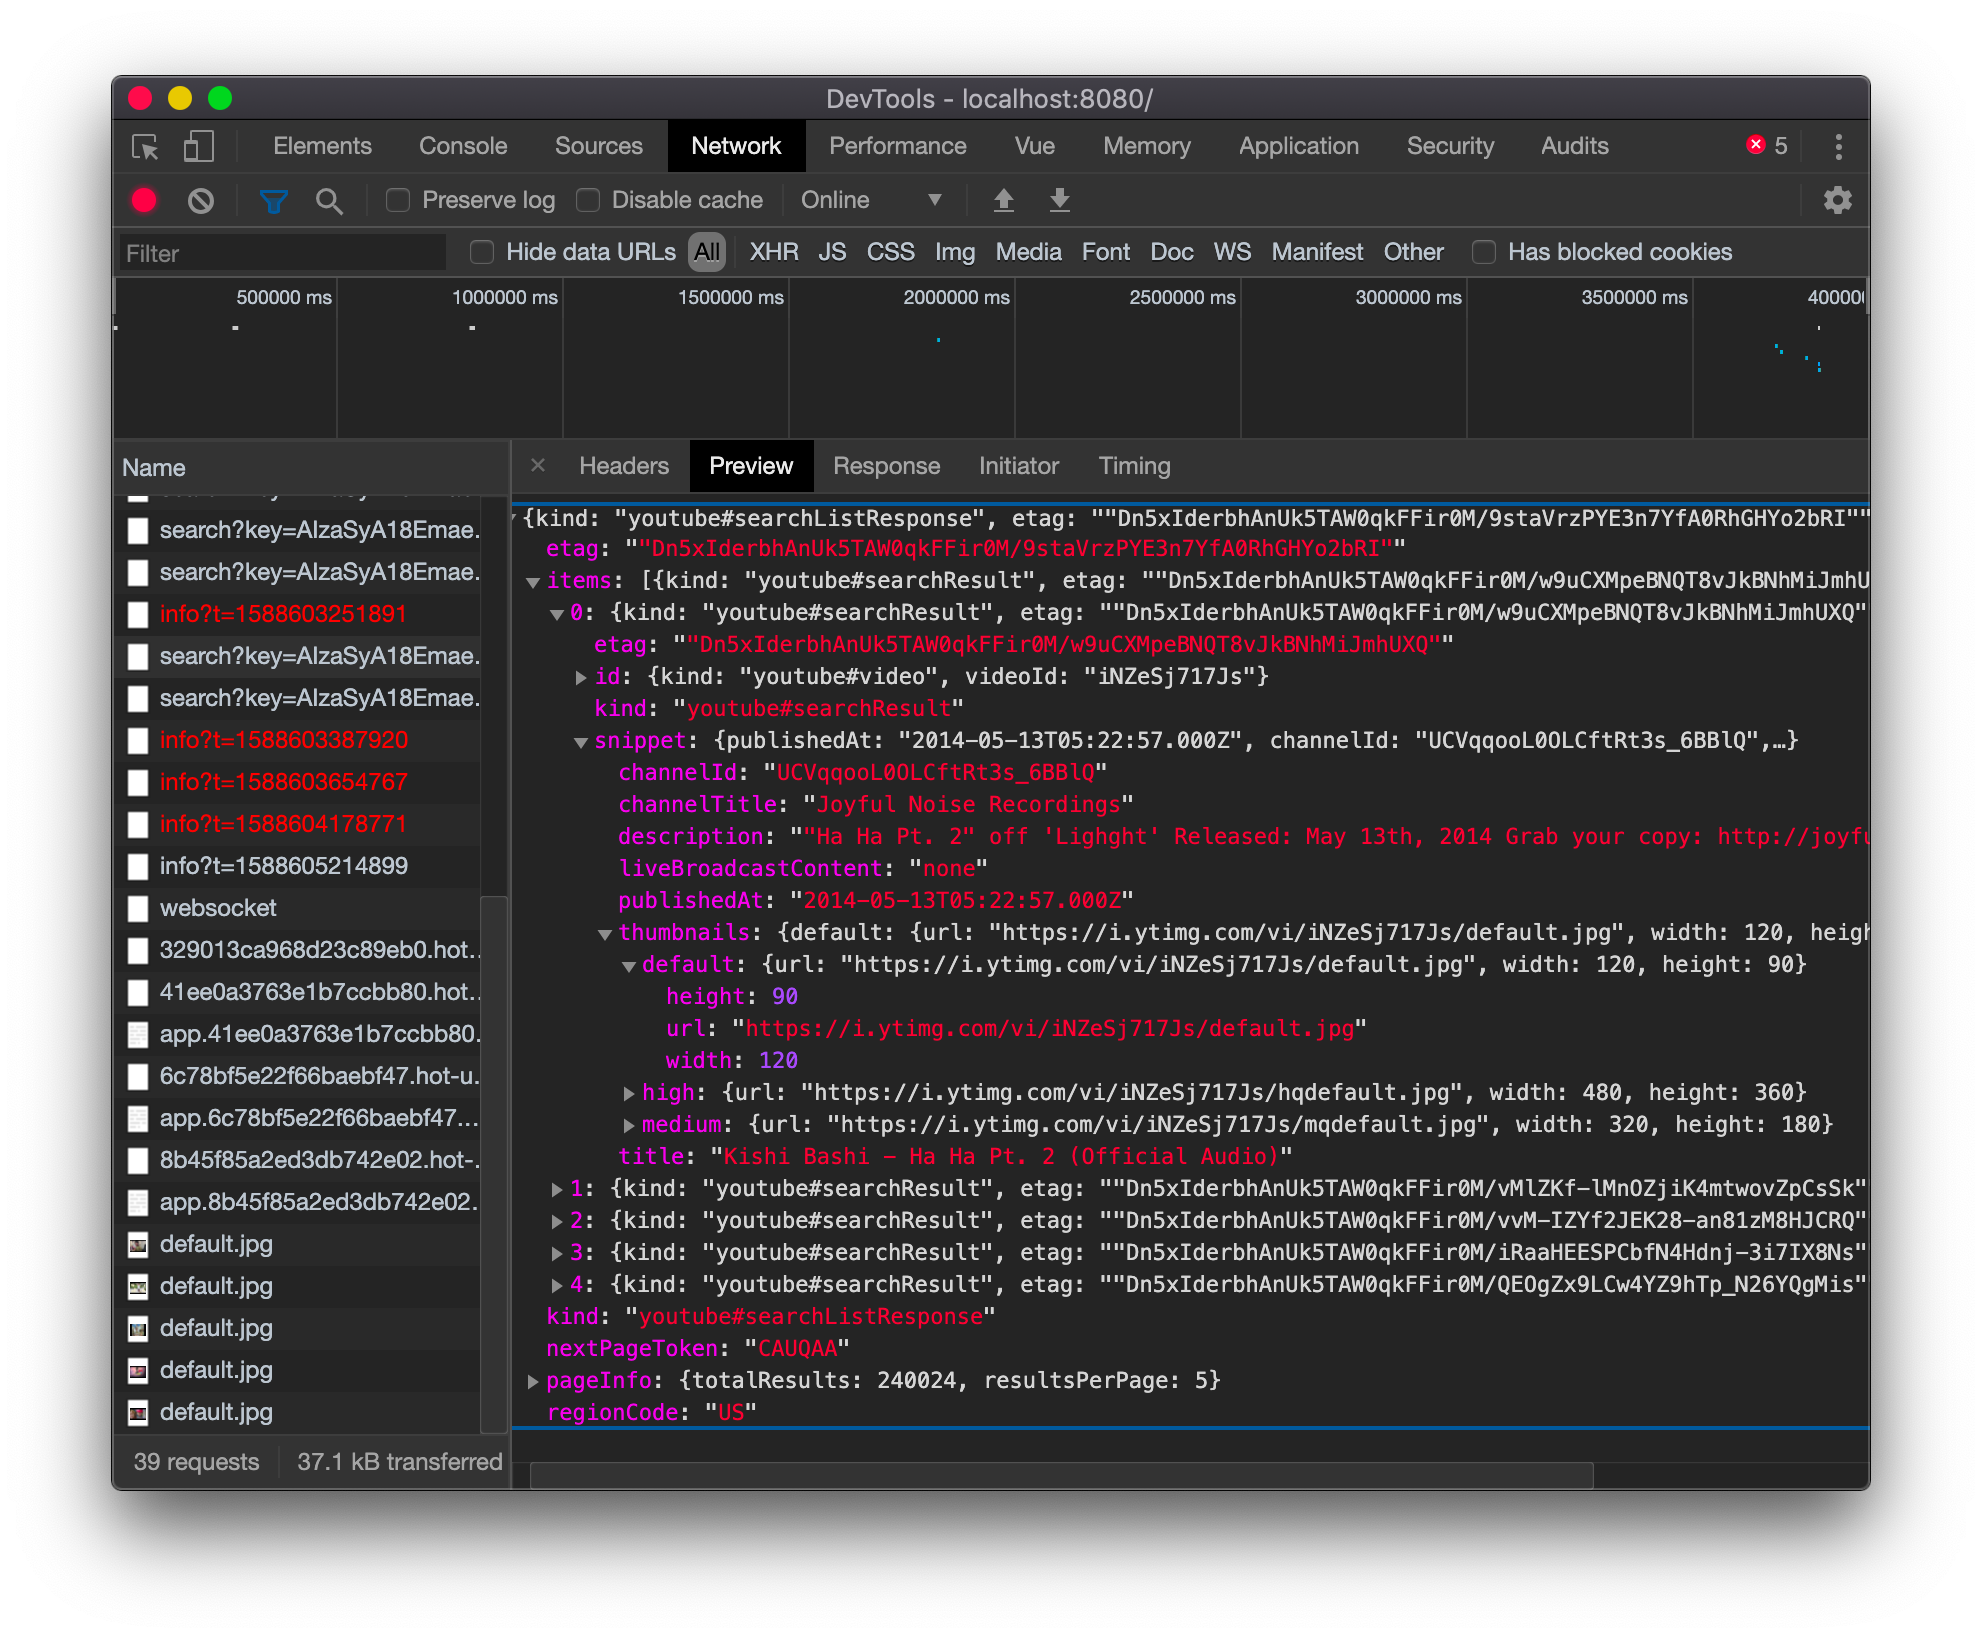 DevTools - localhost:8080/
Elements Console Sources Network Performance Vue Memory Application Security Audits 5
Preserve log Disable cache Online
Filter Hide data URLs All XHR JS CSS Img Media Font Doc WS Manifest Other Has blocked cookies
500000 ms 1000000 ms 1500000 ms 2000000 ms 2500000 ms 3000000 ms 3500000 ms 40000
Name
search?key=AIzaSyA18Emae.
search?key=AIzaSyA18Emae.
info?t=1588603251891
search?key=AIzaSyA18Emae.
search?key=AIzaSyA18Emae.
info?t=1588603387920
info?t=1588603654767
info?t=1588604178771
info?t=1588605214899
websocket
329013ca968d23c89eb0.hot..
41ee0a3763e1b7ccbb80.hot..
app.41ee0a3763e1b7ccbb80.
6c78bf5e22f66baebf47.hot-u.
app.6c78bf5e22f66baebf47...
8b45f85a2ed3db742e02.hot-.
app.8b45f85a2ed3db742e02.
default.jpg
default.jpg
default.jpg
default.jpg
default.jpg
39 requests 37.1 kB transferred
Headers Preview Response Initiator Timing
{kind: "youtube#searchListResponse", etag: ""Dn5xIderbhAnUk5TAW0qkFFir0M/9staVrzPYE3n7YfA0RhGHYo2bRI""
etag: ""Dn5xIderbhAnUk5TAW0qkFFir0M/9staVrzPYE3n7YfA0RhGHYo2bRI""
items: [{kind: "youtube#searchResult", etag: ""Dn5xIderbhAnUk5TAW0qkFFir0M/w9uCXMpeBNQT8vJkBNhMiJmhU
0: {kind: "youtube#searchResult", etag: ""Dn5xIderbhAnUk5TAW0qkFFir0M/w9uCXMpeBNQT8vJkBNhMiJmhUXQ"
etag: ""Dn5xIderbhAnUk5TAW0qkFFir0M/w9uCXMpeBNQT8vJkBNhMiJmhUXQ""
id: {kind: "youtube#video", videoId: "iNZeSj717Js"}
kind: "youtube#searchResult"
snippet: {publishedAt: "2014-05-13T05:22:57.000Z", channelId: "UCVqqooL0OLCftRt3s_6BBlQ",…}
channelId: "UCVqqooL0OLCftRt3s_6BBlQ"
channelTitle: "Joyful Noise Recordings"
description: ""Ha Ha Pt. 2" off 'Lighght' Released: May 13th, 2014 Grab your copy: http://joyfu
liveBroadcastContent: "none"
publishedAt: "2014-05-13T05:22:57.000Z"
thumbnails: {default: {url: "https://i.ytimg.com/vi/iNZeSj717Js/default.jpg", width: 120, heigh
default: {url: "https://i.ytimg.com/vi/iNZeSj717Js/default.jpg", width: 120, height: 90}
height: 90
url: "https://i.ytimg.com/vi/iNZeSj717Js/default.jpg"
width: 120
high: {url: "https://i.ytimg.com/vi/iNZeSj717Js/hqdefault.jpg", width: 480, height: 360}
medium: {url: "https://i.ytimg.com/vi/iNZeSj717Js/mqdefault.jpg", width: 320, height: 180}
title: "Kishi Bashi - Ha Ha Pt. 2 (Official Audio)"
1: {kind: "youtube#searchResult", etag: ""Dn5xIderbhAnUk5TAW0qkFFir0M/vMlZKf-lMnOZjiK4mtwovZpCsSk"
2: {kind: "youtube#searchResult", etag: ""Dn5xIderbhAnUk5TAW0qkFFir0M/vvM-IZYf2JEK28-an81zM8HJCRQ"
3: {kind: "youtube#searchResult", etag: ""Dn5xIderbhAnUk5TAW0qkFFir0M/iRaaHEESPCbfN4Hdnj-3i7IX8Ns"
4: {kind: "youtube#searchResult", etag: ""Dn5xIderbhAnUk5TAW0qkFFir0M/QEOgZx9LCw4YZ9hTp_N26YQgMis"
kind: "youtube#searchListResponse"
nextPageToken: "CAUQAA"
pageInfo: {totalResults: 240024, resultsPerPage: 5}
regionCode: "US"